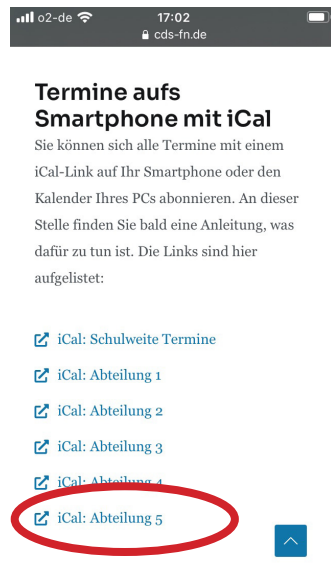 o2-de
17:02
cds-fn.de
Termine aufs
Smartphone mit iCal
Sie können sich alle Termine mit einem
iCal-Link auf Ihr Smartphone oder den
Kalender Ihres PCs abonnieren. An dieser
Stelle finden Sie bald eine Anleitung, was
dafür zu tun ist. Die Links sind hier
aufgelistet:
iCal: Schulweite Termine
iCal: Abteilung 1
iCal: Abteilung 2
iCal: Abteilung 3
iCal: Abteilung 4
iCal: Abteilung 5